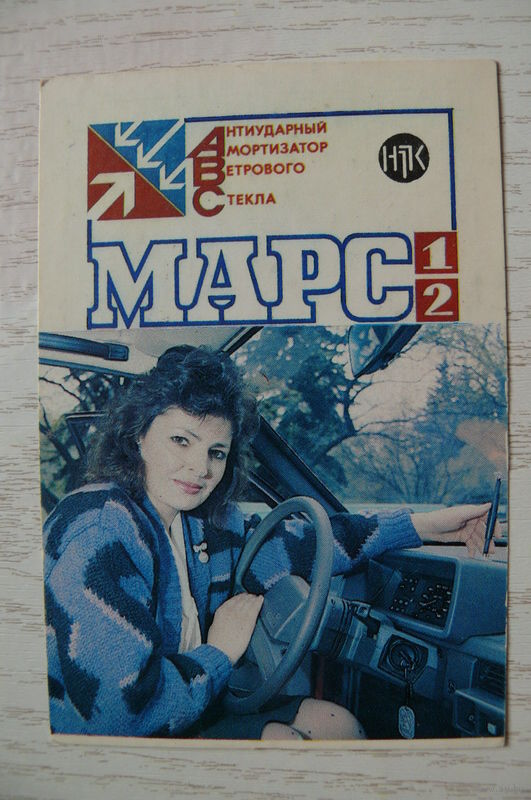 Антиударный
Амортизатор
Ветрового
Стекла
НПК
МАРС 1
2